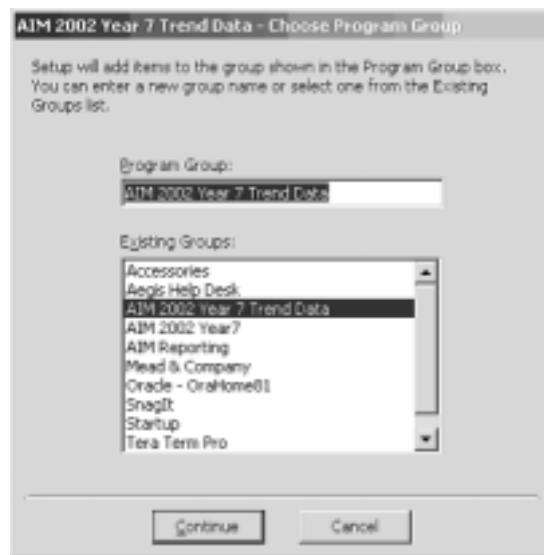 AIM 2002 Year 7 Trend Data - Choose Program Group
Setup will add items to the group shown in the Program Group box.
You can enter a new group name or select one from the Existing
Groups list.
Program Group:
AIM 2002 Year 7 Trend Data
Existing Groups:
Accessories
Aegis Help Desk
AIM 2002 Year 7 Trend Data
AIM 2002 Year7
AIM Reporting
Mead & Company
Oracle - OraHome81
SnagIt
Startup
Tera Term Pro
Continue
Cancel